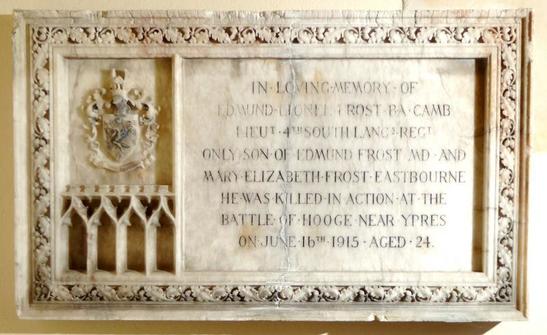 IN·LOVING·MEMORY·OF
EDMUND·LIONEL·FROST·BA·CAMB
LIEUT·4TH SOUTH LANCS·REGT
ONLY·SON·OF·EDMUND·FROST·MD·AND
MARY·ELIZABETH·FROST·EASTBOURNE
HE·WAS·KILLED·IN·ACTION·AT·THE
BATTLE·OF·HOOGE·NEAR·YPRES
ON·JUNE·16TH·1915·AGED·24·